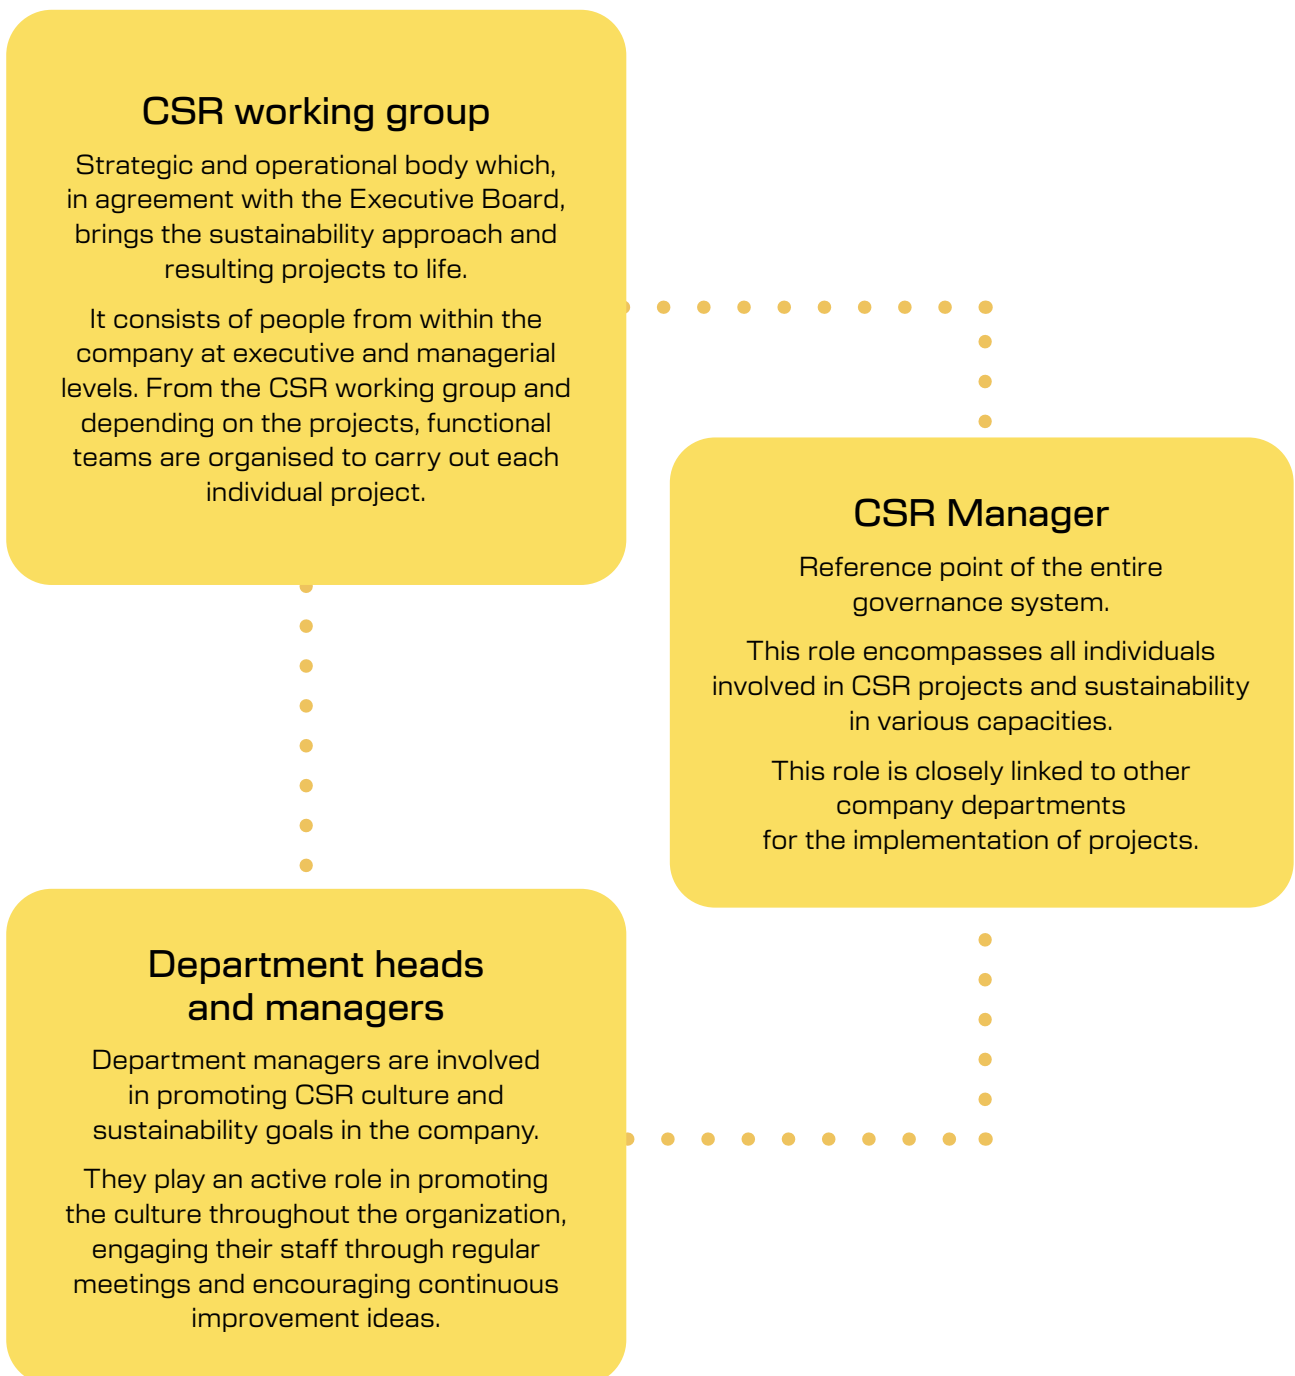 CSR working group
Strategic and operational body which,
in agreement with the Executive Board,
brings the sustainability approach and
resulting projects to life.
It consists of people from within the
company at executive and managerial
levels. From the CSR working group and
depending on the projects, functional
teams are organised to carry out each
individual project.
CSR Manager
Reference point of the entire
governance system.
This role encompasses all individuals
involved in CSR projects and sustainability
in various capacities.
This role is closely linked to other
company departments
for the implementation of projects.
Department heads
and managers
Department managers are involved
in promoting CSR culture and
sustainability goals in the company.
They play an active role in promoting
the culture throughout the organization,
engaging their staff through regular
meetings and encouraging continuous
improvement ideas.